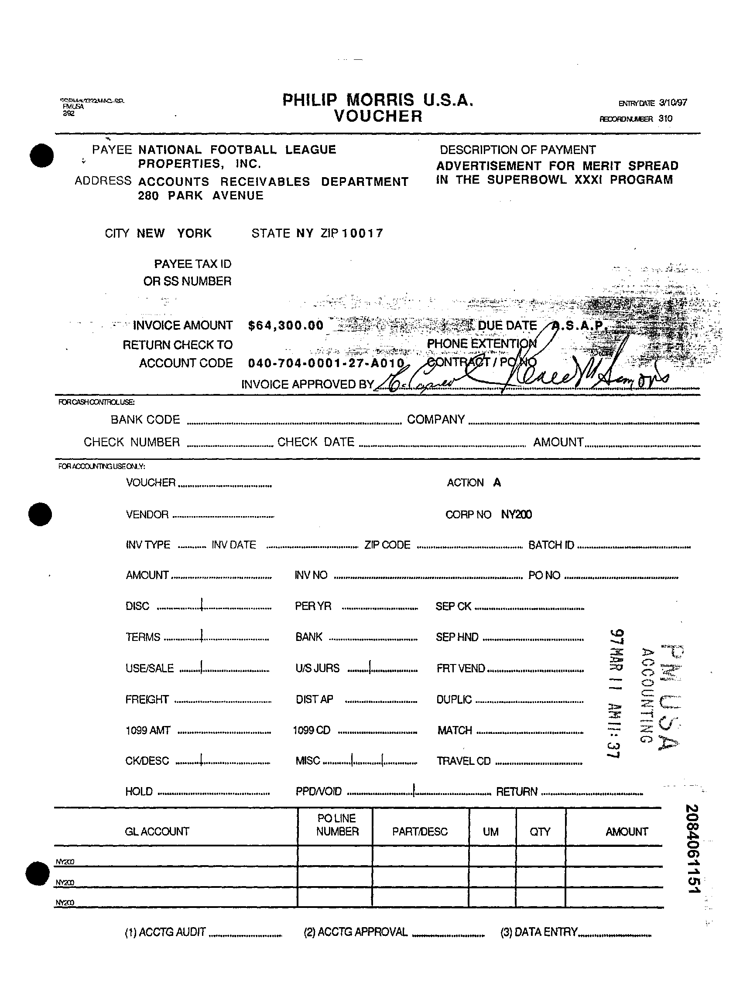 PHILIP MORRIS U.S.A.
VOUCHER
PMUSA
2/92
ENTRY DATE 3/10/97
RECORD NUMBER 310
PAYEE NATIONAL FOOTBALL LEAGUE
PROPERTIES, INC.
ADDRESS ACCOUNTS RECEIVABLES DEPARTMENT
280 PARK AVENUE
DESCRIPTION OF PAYMENT
ADVERTISEMENT FOR MERIT SPREAD
IN THE SUPERBOWL XXXI PROGRAM
CITY NEW YORK STATE NY ZIP 10017
PAYEE TAX ID
OR SS NUMBER
INVOICE AMOUNT $64,300.00 DUE DATE A.S.A.P.
RETURN CHECK TO PHONE EXTENTION
ACCOUNT CODE 040-704-0001-27-A010 CONTRACT / PO NO
INVOICE APPROVED BY
FOR CASH CONTROL USE:
BANK CODE COMPANY
CHECK NUMBER CHECK DATE AMOUNT
FOR ACCOUNTING USE ONLY:
VOUCHER ACTION A
VENDOR CORP NO NY200
INV TYPE INV DATE ZIP CODE BATCH ID
AMOUNT INV NO PO NO
DISC PER YR SEP CK
TERMS BANK SEP HND
USE/SALE U/S JURS FRT VEND
FREIGHT DIST AP DUPLIC
1099 AMT 1099 CD MATCH
CK/DESC MISC TRAVEL CD
HOLD PPD/VOID RETURN
PMUSA
ACCOUNTING
97 MAR 11 AM 11: 37
GL ACCOUNT PO LINE NUMBER PART/DESC UM QTY AMOUNT
NY200
NY200
NY200
(1) ACCTG AUDIT (2) ACCTG APPROVAL (3) DATA ENTRY
2084061151